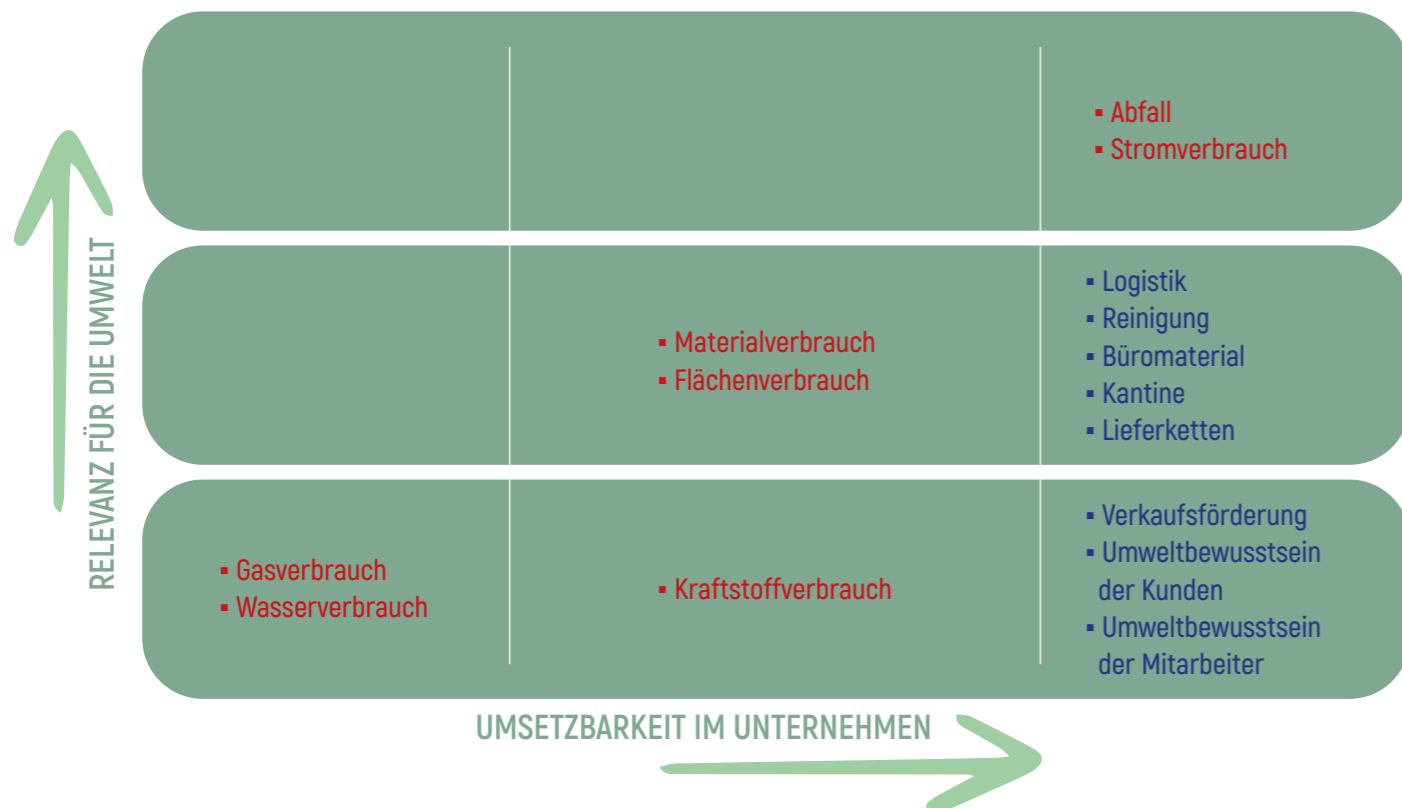 ▪ Abfall
▪ Stromverbrauch
RELEVANZ FÜR DIE UMWELT
▪ Materialverbrauch
▪ Flächenverbrauch
▪ Logistik
▪ Reinigung
▪ Büromaterial
▪ Kantine
▪ Lieferketten
▪ Gasverbrauch
▪ Wasserverbrauch
▪ Kraftstoffverbrauch
▪ Verkaufsförderung
▪ Umweltbewusstsein
der Kunden
▪ Umweltbewusstsein
der Mitarbeiter
UMSETZBARKEIT IM UNTERNEHMEN